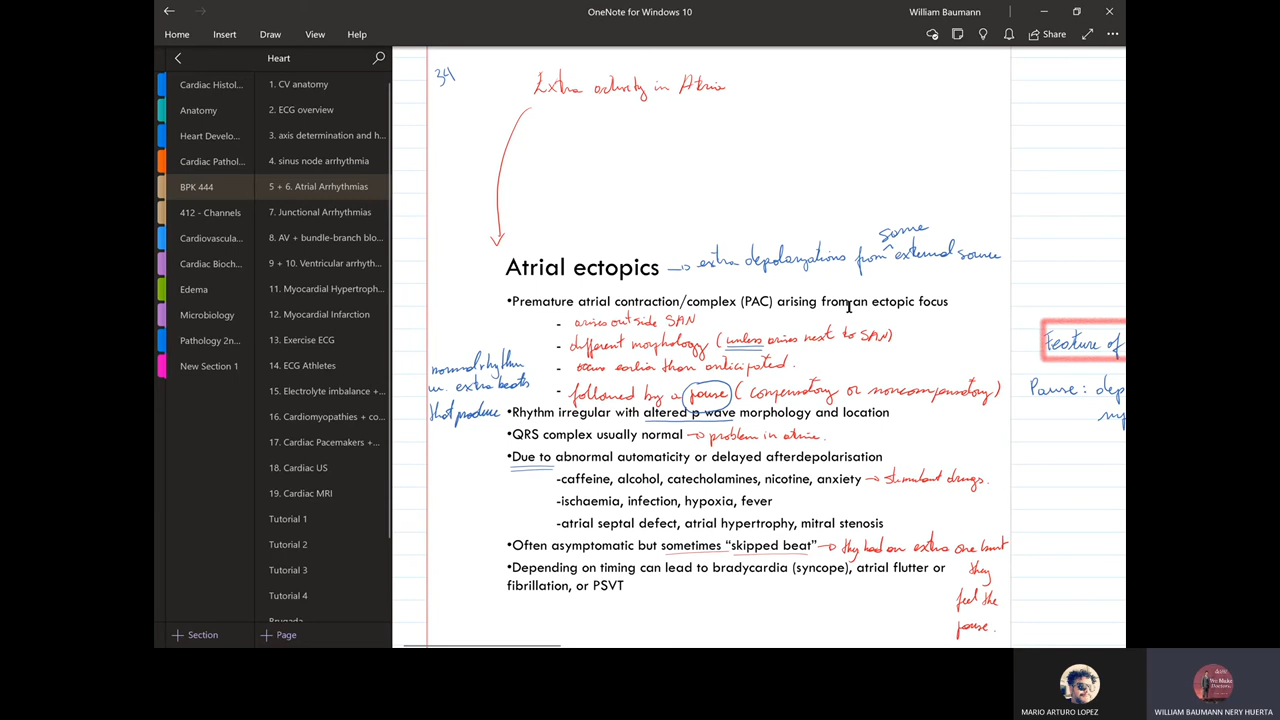 OneNote for Windows 10
William Baumann
Home Insert Draw View Help
Share
Heart
Cardiac Histol...
Anatomy
Heart Develo...
Cardiac Pathol...
BPK 444
412 - Channels
Cardiovascula...
Cardiac Bioch...
Edema
Microbiology
Pathology 2n...
New Section 1
1. CV anatomy
2. ECG overview
3. axis determination and h...
4. sinus node arrhythmia
5 + 6. Atrial Arrhythmias
7. Junctional Arrhythmias
8. AV + bundle-branch blo...
9 + 10. Ventricular arryth...
11. Myocardial Hypertroph...
12. Myocardial Infarction
13. Exercise ECG
14. ECG Athletes
15. Electrolyte imbalance +...
16. Cardiomyopathies + co...
17. Cardiac Pacemakers +...
18. Cardiac US
19. Cardiac MRI
Tutorial 1
Tutorial 2
Tutorial 3
Tutorial 4
Brugada
Section
Page
34
Extra activity in Atria
some
Atrial ectopics → extra depolarizations from ^ external source
•Premature atrial contraction/complex (PAC) arising from an ectopic focus
- arises outside SAN
- different morphology (unless arises next to SAN)
- occurs earlier than anticipated.
- followed by a pause (compensatory or noncompensatory)
normal rhythm
w. extra beats
that produce
•Rhythm irregular with altered p wave morphology and location
•QRS complex usually normal → problem in atria.
•Due to abnormal automaticity or delayed afterdepolarisation
-caffeine, alcohol, catecholamines, nicotine, anxiety → stimulant drugs.
-ischaemia, infection, hypoxia, fever
-atrial septal defect, atrial hypertrophy, mitral stenosis
•Often asymptomatic but sometimes “skipped beat” → they had an extra one but
they
feel the
pause.
•Depending on timing can lead to bradycardia (syncope), atrial flutter or
fibrillation, or PSVT
Feature of
Pause: dep
MARIO ARTURO LOPEZ
WILLIAM BAUMANN NERY HUERTA